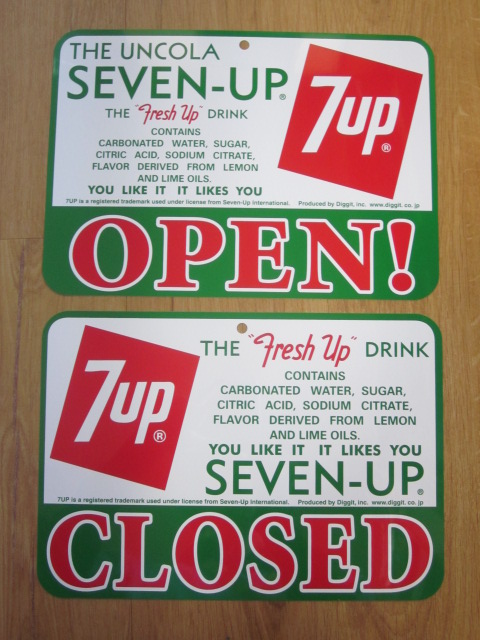 THE UNCOLA
SEVEN-UP®
THE "Fresh Up" DRINK
CONTAINS
CARBONATED WATER, SUGAR,
CITRIC ACID, SODIUM CITRATE,
FLAVOR DERIVED FROM LEMON
AND LIME OILS.
YOU LIKE IT IT LIKES YOU
7up®
7UP is a registered trademark used under license from Seven-Up International. Produced by Diggit, inc. www.diggit.co.jp
OPEN!
7up®
THE "Fresh Up" DRINK
CONTAINS
CARBONATED WATER, SUGAR,
CITRIC ACID, SODIUM CITRATE,
FLAVOR DERIVED FROM LEMON
AND LIME OILS.
YOU LIKE IT IT LIKES YOU
SEVEN-UP®
7UP is a registered trademark used under license from Seven-Up International. Produced by Diggit, inc. www.diggit.co.jp
CLOSED